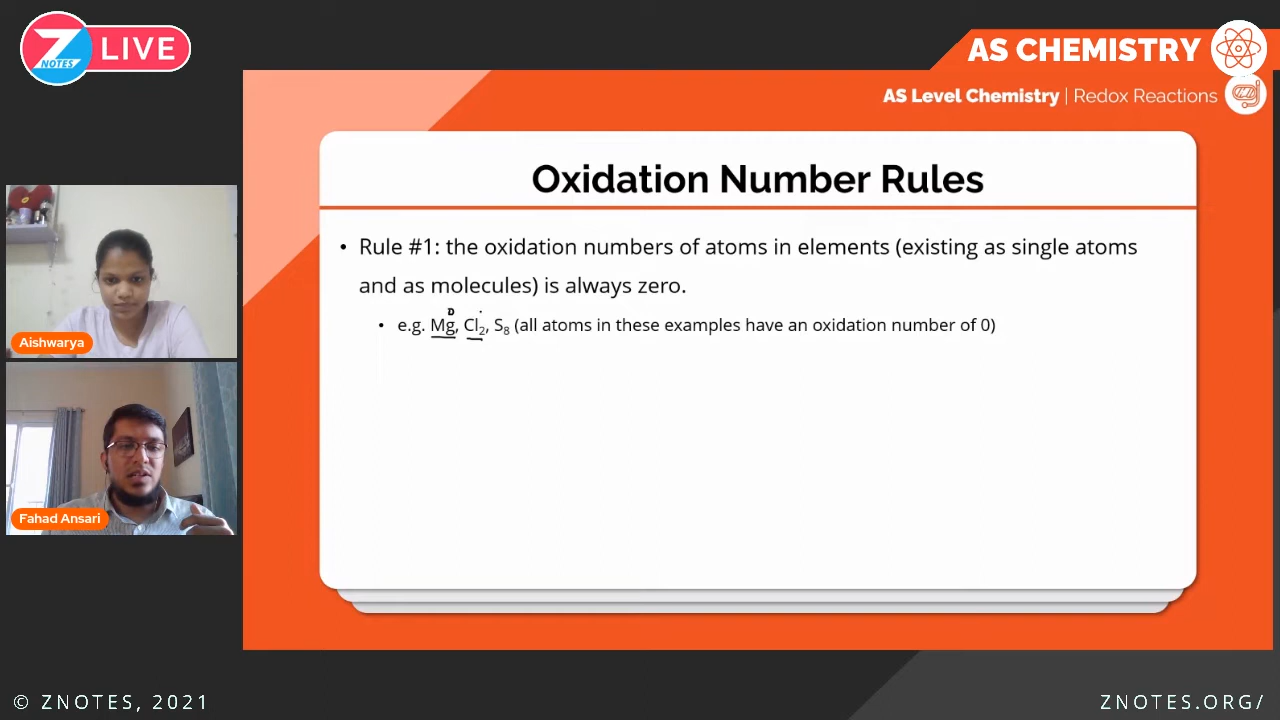 Z NOTES LIVE
AS CHEMISTRY
AS Level Chemistry | Redox Reactions
Oxidation Number Rules
• Rule #1: the oxidation numbers of atoms in elements (existing as single atoms
and as molecules) is always zero.
0
• e.g. Mg, Cl₂, S₈ (all atoms in these examples have an oxidation number of 0)
Aishwarya
Fahad Ansari
© ZNOTES, 2021
ZNOTES.ORG/